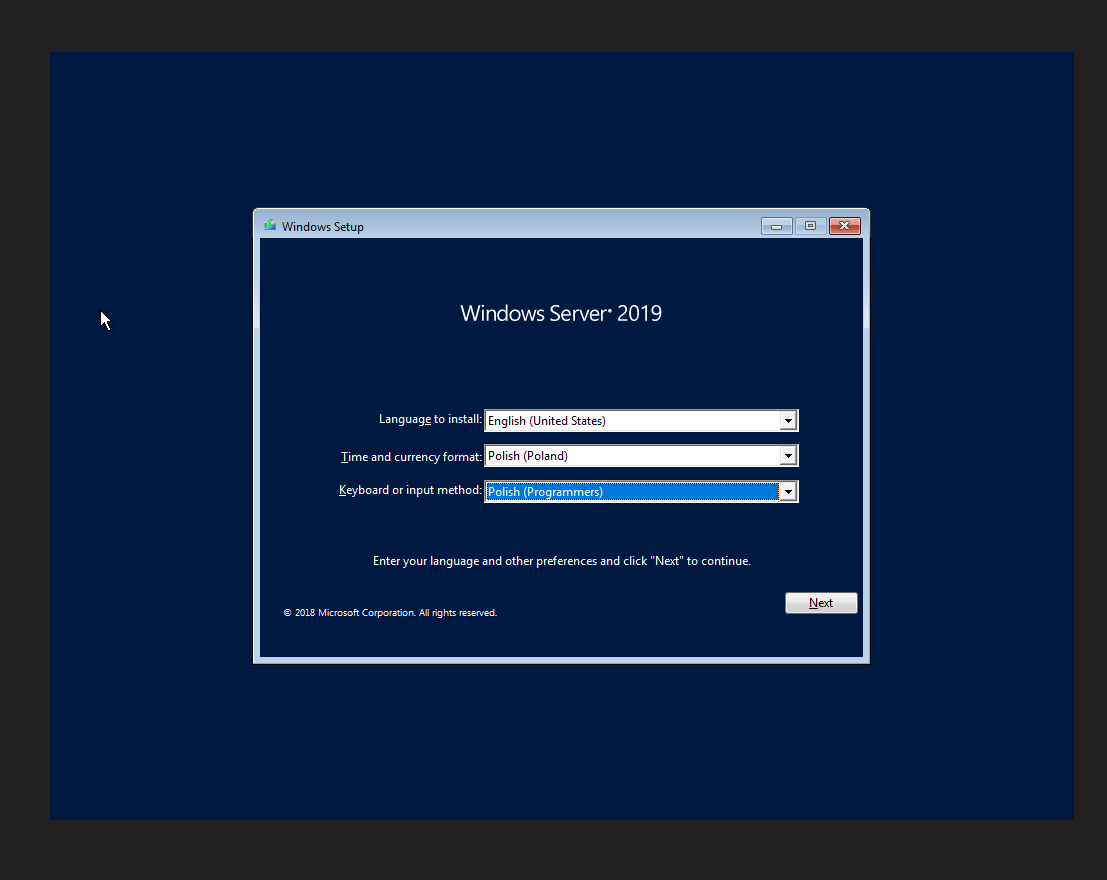 Windows Setup
Windows Server® 2019
Language to install: English (United States)
Time and currency format: Polish (Poland)
Keyboard or input method: Polish (Programmers)
Enter your language and other preferences and click "Next" to continue.
Next
© 2018 Microsoft Corporation. All rights reserved.